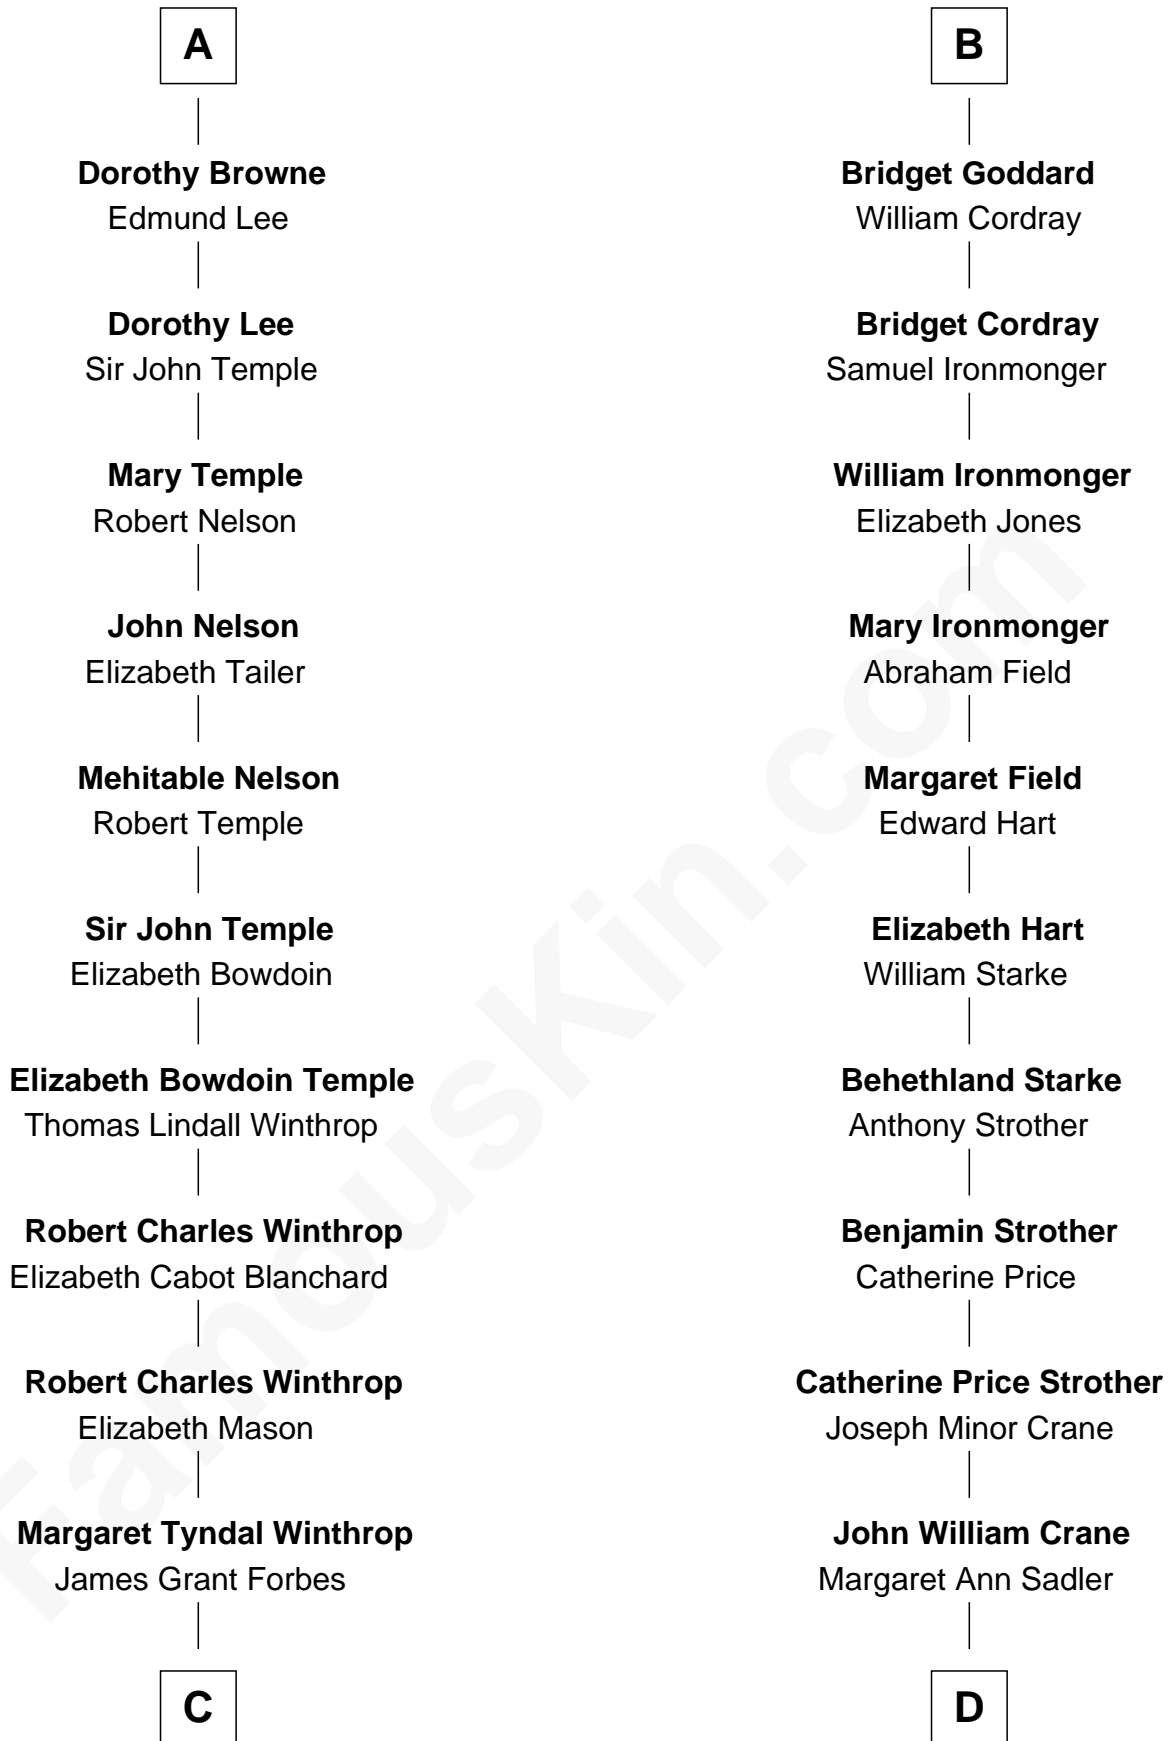 A
Dorothy Browne
Edmund Lee
Dorothy Lee
Sir John Temple
Mary Temple
Robert Nelson
John Nelson
Elizabeth Tailer
Mehitable Nelson
Robert Temple
Sir John Temple
Elizabeth Bowdoin
Elizabeth Bowdoin Temple
Thomas Lindall Winthrop
Robert Charles Winthrop
Elizabeth Cabot Blanchard
Robert Charles Winthrop
Elizabeth Mason
Margaret Tyndal Winthrop
James Grant Forbes
C
B
Bridget Goddard
William Cordray
Bridget Cordray
Samuel Ironmonger
William Ironmonger
Elizabeth Jones
Mary Ironmonger
Abraham Field
Margaret Field
Edward Hart
Elizabeth Hart
William Starke
Behethland Starke
Anthony Strother
Benjamin Strother
Catherine Price
Catherine Price Strother
Joseph Minor Crane
John William Crane
Margaret Ann Sadler
D
FamousKin.com